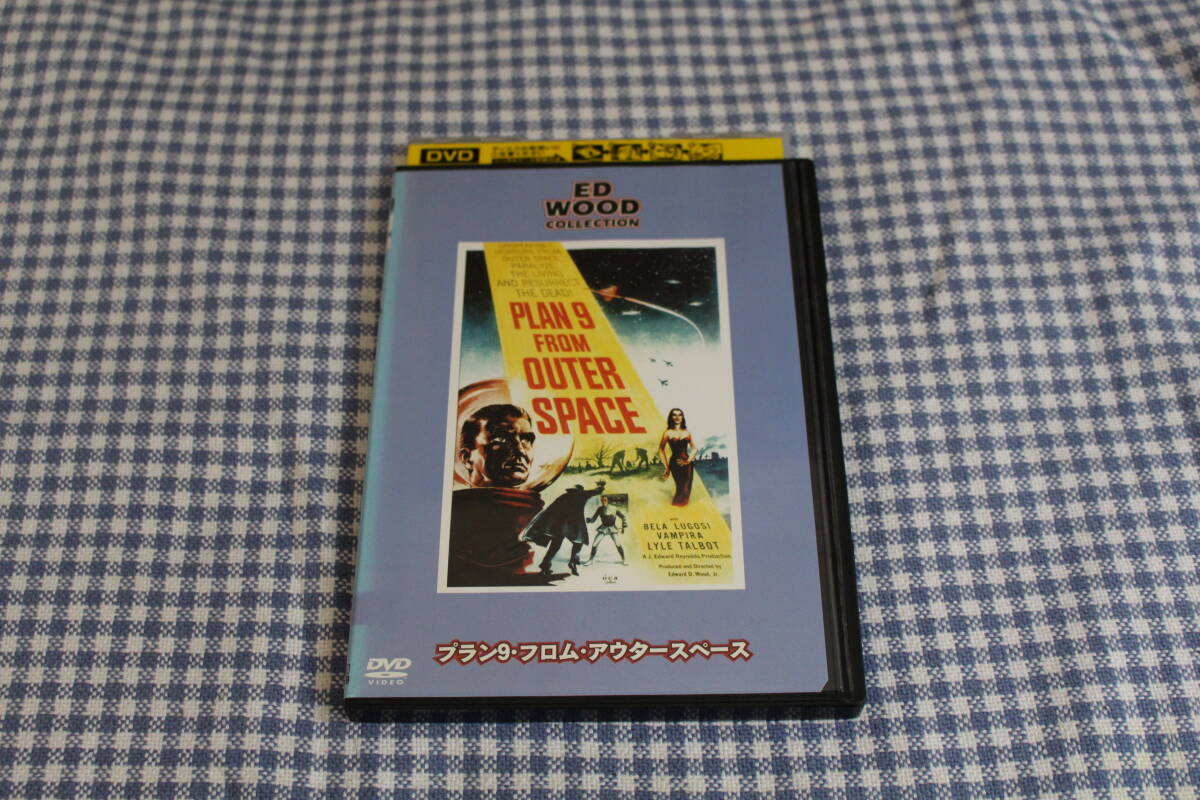 DVD
ED
WOOD
COLLECTION
HORRORS FROM
OUTER SPACE
PARALYZE
THE LIVING
AND RESURRECT
THE DEAD!
PLAN 9
FROM
OUTER
SPACE
with
BELA LUGOSI
VAMPIRA
LYLE TALBOT
A J. Edward Reynolds Production
Produced and Directed by
Edward D. Wood, Jr.
プラン9・フロム・アウタースペース
DVD
VIDEO